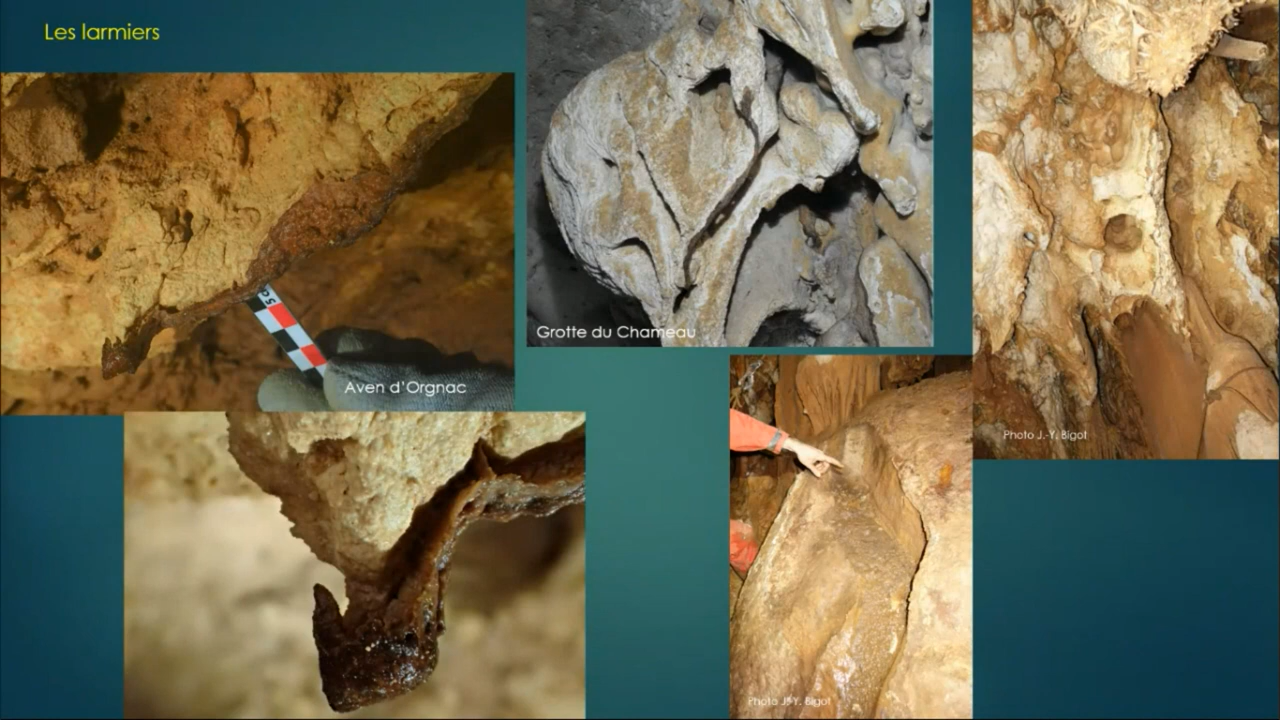 Les larmiers
Grotte du Chameau
Aven d'Orgnac
Photo J.-Y. Bigot
Photo J.-Y. Bigot